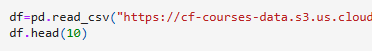 df=pd.read_csv("https://cf-courses-data.s3.us.cloud
df.head(10)